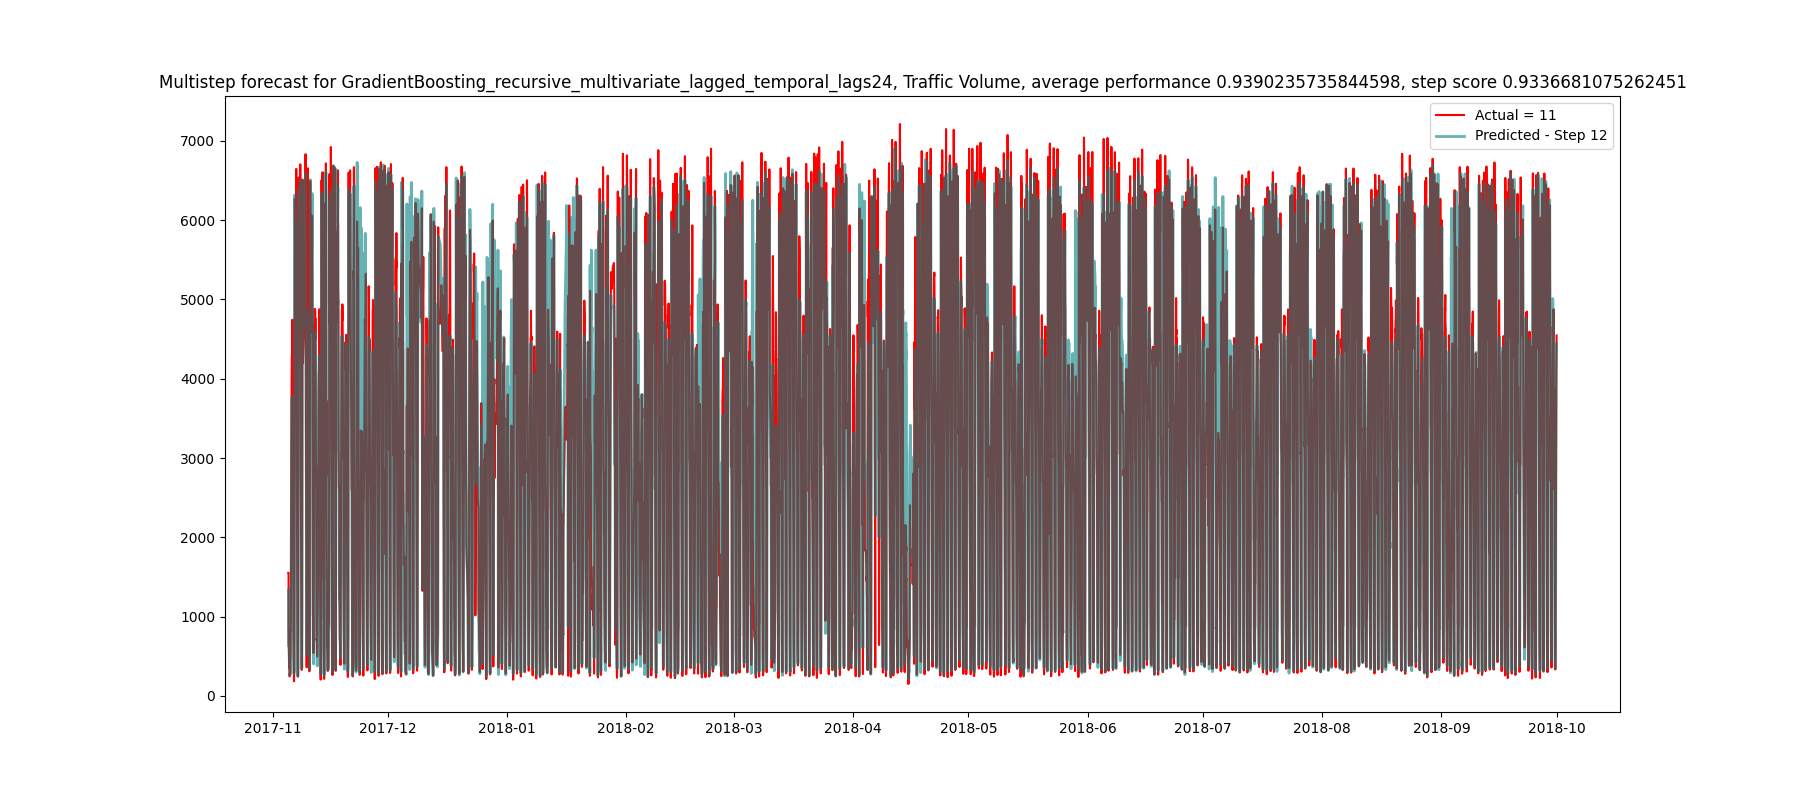 Multistep forecast for GradientBoosting_recursive_multivariate_lagged_temporal_lags24, Traffic Volume, average performance 0.9390235735844598, step score 0.9336681075262451
Actual = 11
Predicted - Step 12
7000
6000
5000
4000
3000
2000
1000
0
2017-11 2017-12 2018-01 2018-02 2018-03 2018-04 2018-05 2018-06 2018-07 2018-08 2018-09 2018-10